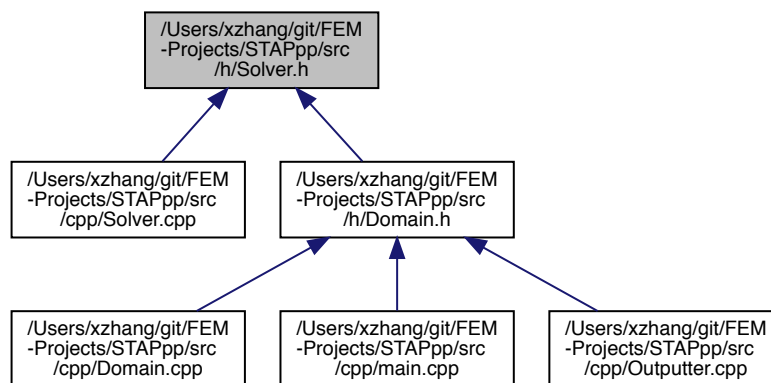 /Users/xzhang/git/FEM
-Projects/STAPpp/src
/h/Solver.h
/Users/xzhang/git/FEM
-Projects/STAPpp/src
/cpp/Solver.cpp
/Users/xzhang/git/FEM
-Projects/STAPpp/src
/h/Domain.h
/Users/xzhang/git/FEM
-Projects/STAPpp/src
/cpp/Domain.cpp
/Users/xzhang/git/FEM
-Projects/STAPpp/src
/cpp/main.cpp
/Users/xzhang/git/FEM
-Projects/STAPpp/src
/cpp/Outputter.cpp